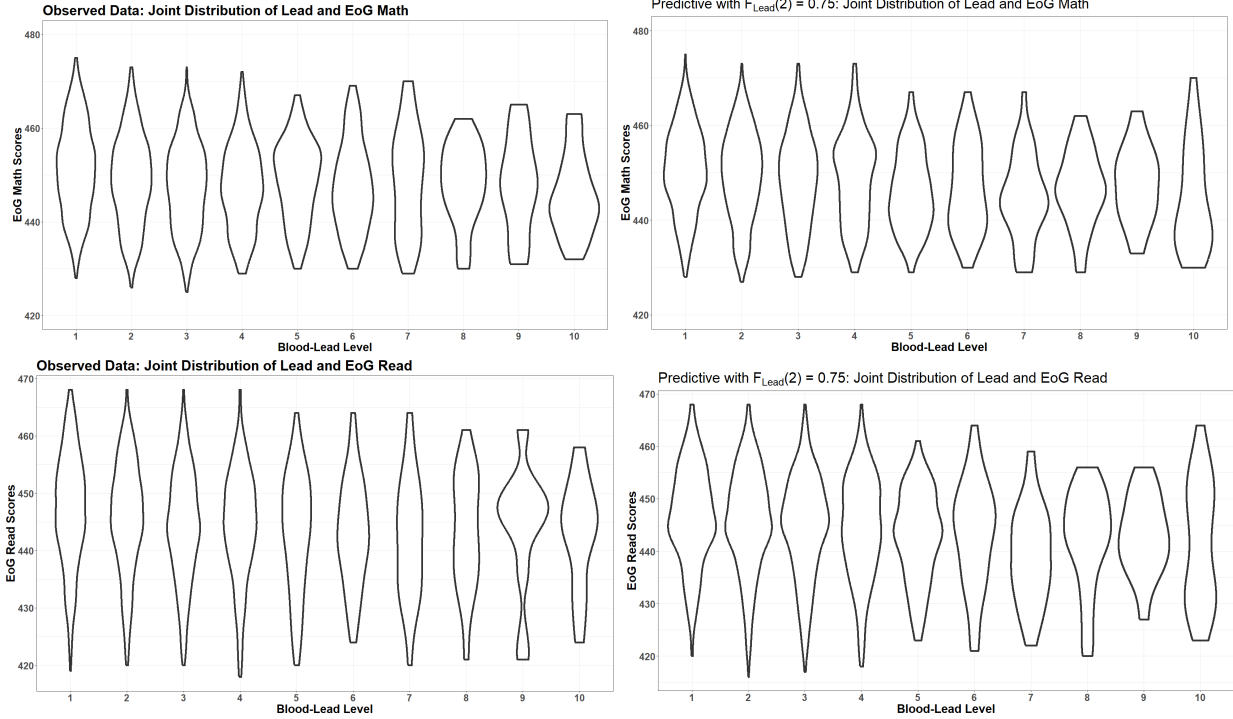 Observed Data: Joint Distribution of Lead and EoG Math
480
460
440
420
EoG Math Scores
1 2 3 4 5 6 7 8 9 10
Blood-Lead Level
Predictive with F_Lead(2) = 0.75: Joint Distribution of Lead and EoG Math
480
460
440
420
EoG Math Scores
1 2 3 4 5 6 7 8 9 10
Blood-Lead Level
Observed Data: Joint Distribution of Lead and EoG Read
470
460
450
440
430
420
EoG Read Scores
1 2 3 4 5 6 7 8 9 10
Blood-Lead Level
Predictive with F_Lead(2) = 0.75: Joint Distribution of Lead and EoG Read
470
460
450
440
430
420
EoG Read Scores
1 2 3 4 5 6 7 8 9 10
Blood-Lead Level